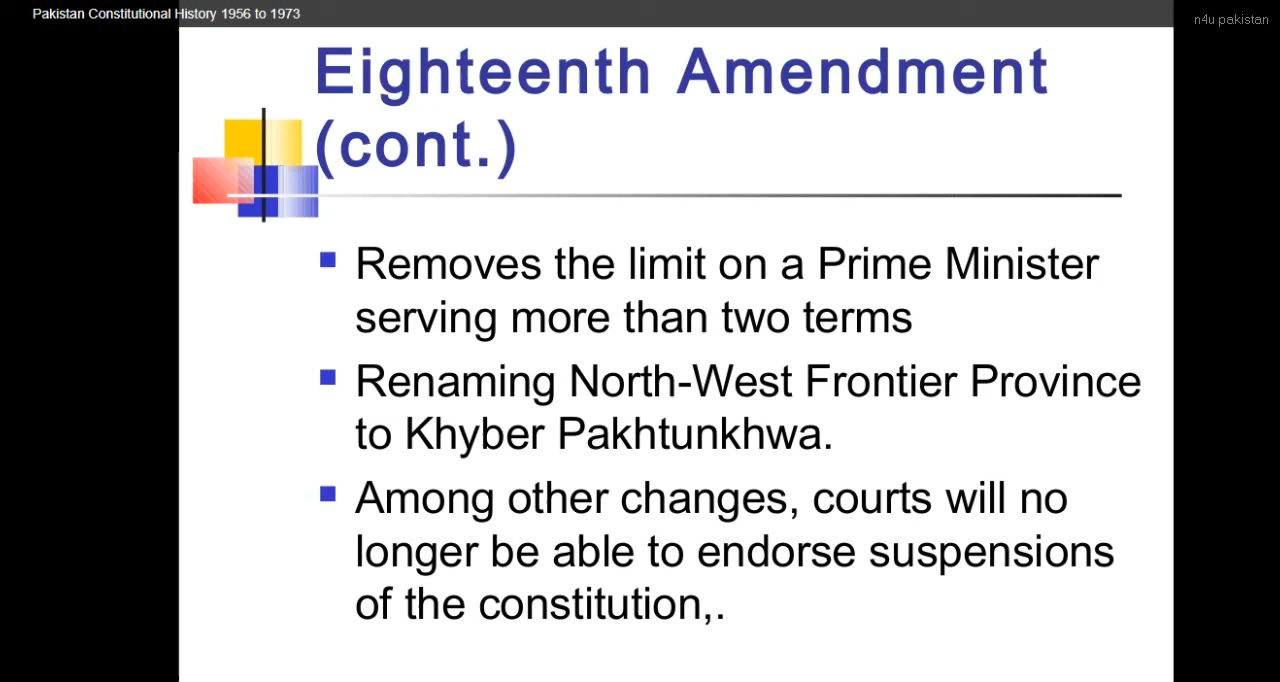 Pakistan Constitutional History 1956 to 1973
n4u pakistan
Eighteenth Amendment
(cont.)
Removes the limit on a Prime Minister
serving more than two terms
Renaming North-West Frontier Province
to Khyber Pakhtunkhwa.
Among other changes, courts will no
longer be able to endorse suspensions
of the constitution,.